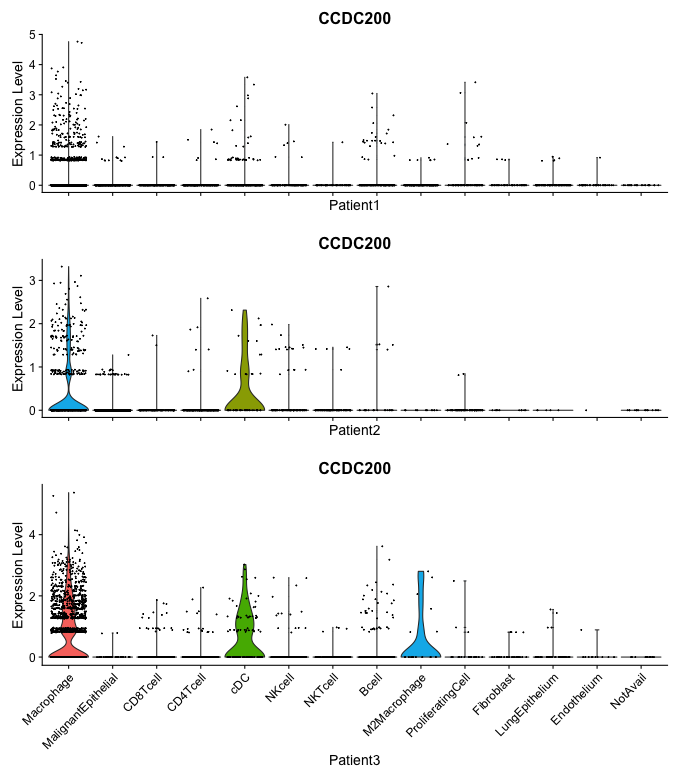 CCDC200
Expression Level
5
4
3
2
1
0
Patient1
CCDC200
Expression Level
3
2
1
0
Patient2
CCDC200
Expression Level
4
2
0
Macrophage
MalignantEpithelial
CD8Tcell
CD4Tcell
cDC
NKcell
NKTcell
Bcell
M2Macrophage
ProliferatingCell
Fibroblast
LungEpithelium
Endothelium
NotAvail
Patient3